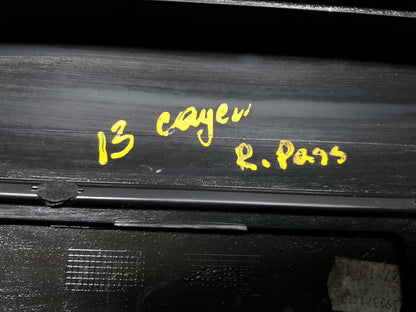 13 cayen
R. Pass